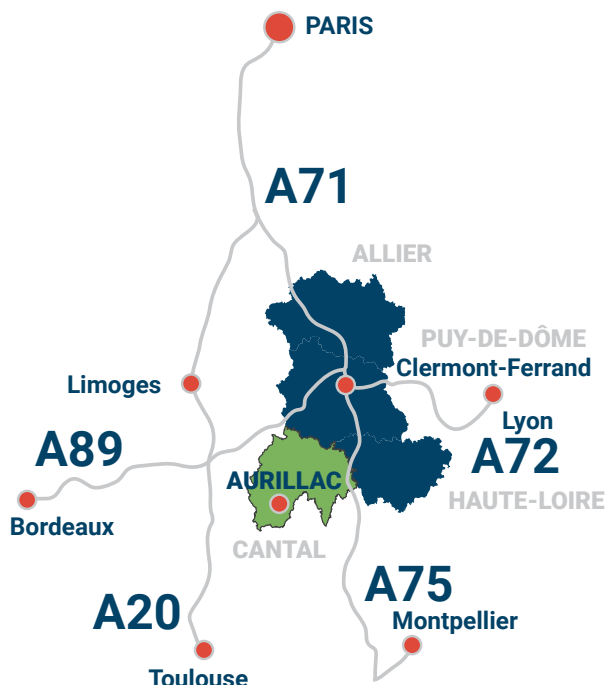 PARIS
A71
ALLIER
PUY-DE-DÔME
Clermont-Ferrand
Limoges
Lyon
A89
A72
AURILLAC
HAUTE-LOIRE
Bordeaux
CANTAL
A75
A20
Montpellier
Toulouse